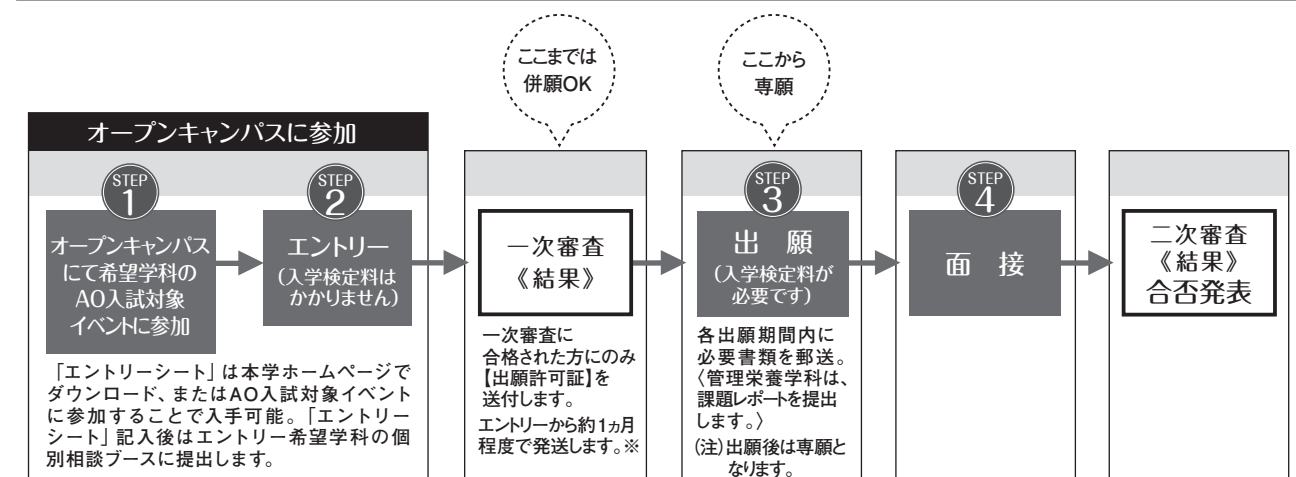 ここまでは
併願OK
ここから
専願
オープンキャンパスに参加
STEP
1
オープンキャンパス
にて希望学科の
AO入試対象
イベントに参加
STEP
2
エントリー
(入学検定料は
かかりません)
「エントリーシート」は本学ホームページで
ダウンロード、またはAO入試対象イベント
に参加することで入手可能。「エントリー
シート」記入後はエントリー希望学科の個
別相談ブースに提出します。
一次審査
《結果》
一次審査に
合格された方にのみ
【出願許可証】を
送付します。
エントリーから約1ヵ月
程度で発送します。※
STEP
3
出 願
(入学検定料が
必要です)
各出願期間内に
必要書類を郵送。
〈管理栄養学科は、
課題レポートを提出
します。〉
(注)出願後は専願と
なります。
STEP
4
面 接
二次審査
《結果》
合否発表